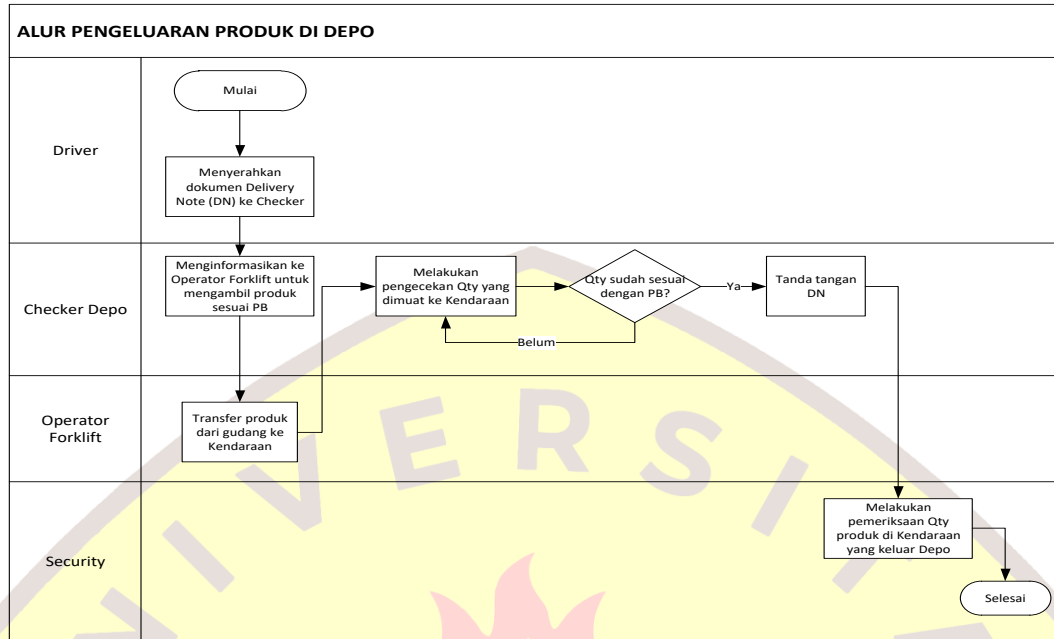 ALUR PENGELUARAN PRODUK DI DEPO
Driver
Mulai
Menyerahkan
dokumen Delivery
Note (DN) ke Checker
Checker Depo
Menginformasikan ke
Operator Forklift untuk
mengambil produk
sesuai PB
Melakukan
pengecekan Qty yang
dimuat ke Kendaraan
Qty sudah sesuai
dengan PB?
Ya
Tanda tangan
DN
Belum
Operator
Forklift
Transfer produk
dari gudang ke
Kendaraan
Security
Melakukan
pemeriksaan Qty
produk di Kendaraan
yang keluar Depo
Selesai
NIVERSITA